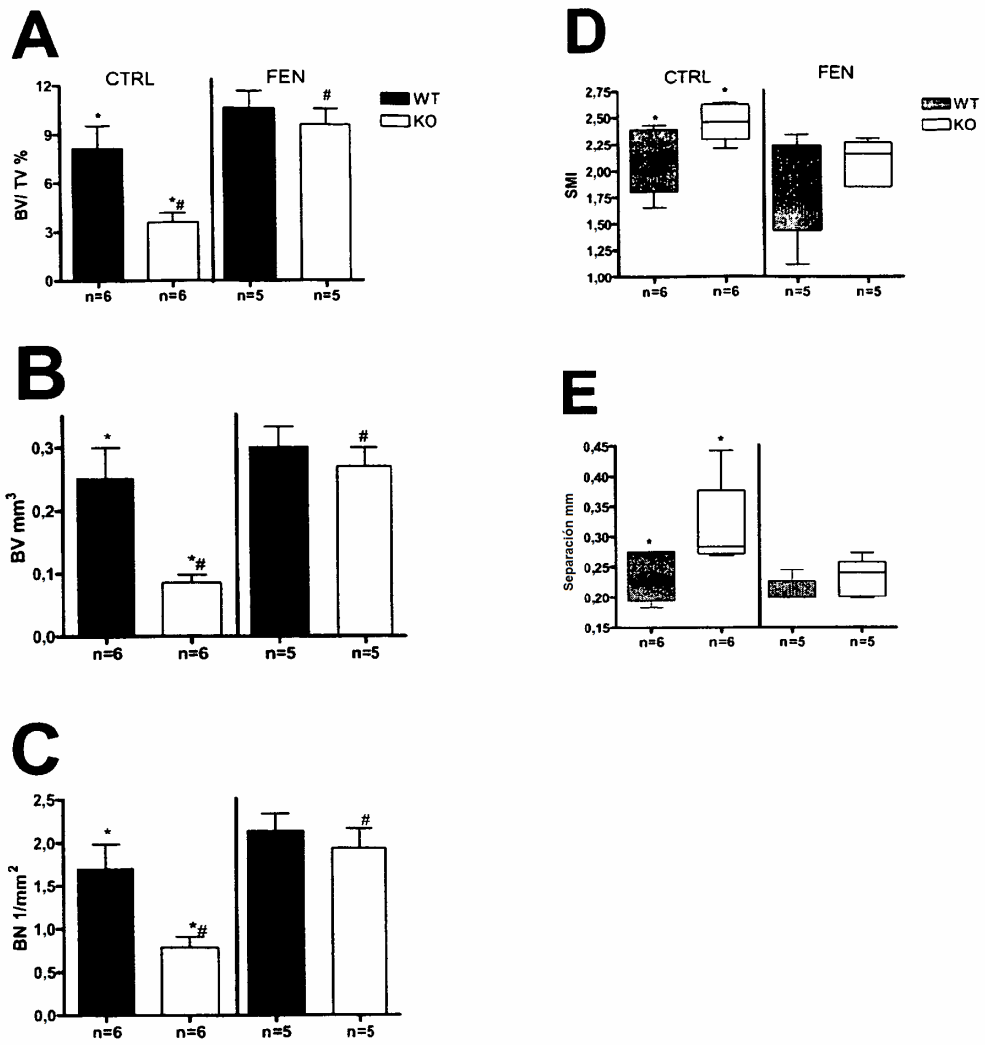 A
CTRL
FEN
WT
KO
BV/ TV %
12
9
6
3
0
*
*#
#
n=6
n=6
n=5
n=5
B
BV mm³
0,3
0,2
0,1
0,0
*
*#
#
n=6
n=6
n=5
n=5
C
BN 1/mm²
2,5
2,0
1,5
1,0
0,5
0,0
*
*#
#
n=6
n=6
n=5
n=5
D
CTRL
FEN
WT
KO
SMI
2,75
2,50
2,25
2,00
1,75
1,50
1,25
1,00
*
*
n=6
n=6
n=5
n=5
E
Separación mm
0,45
0,40
0,35
0,30
0,25
0,20
0,15
*
*
n=6
n=6
n=5
n=5